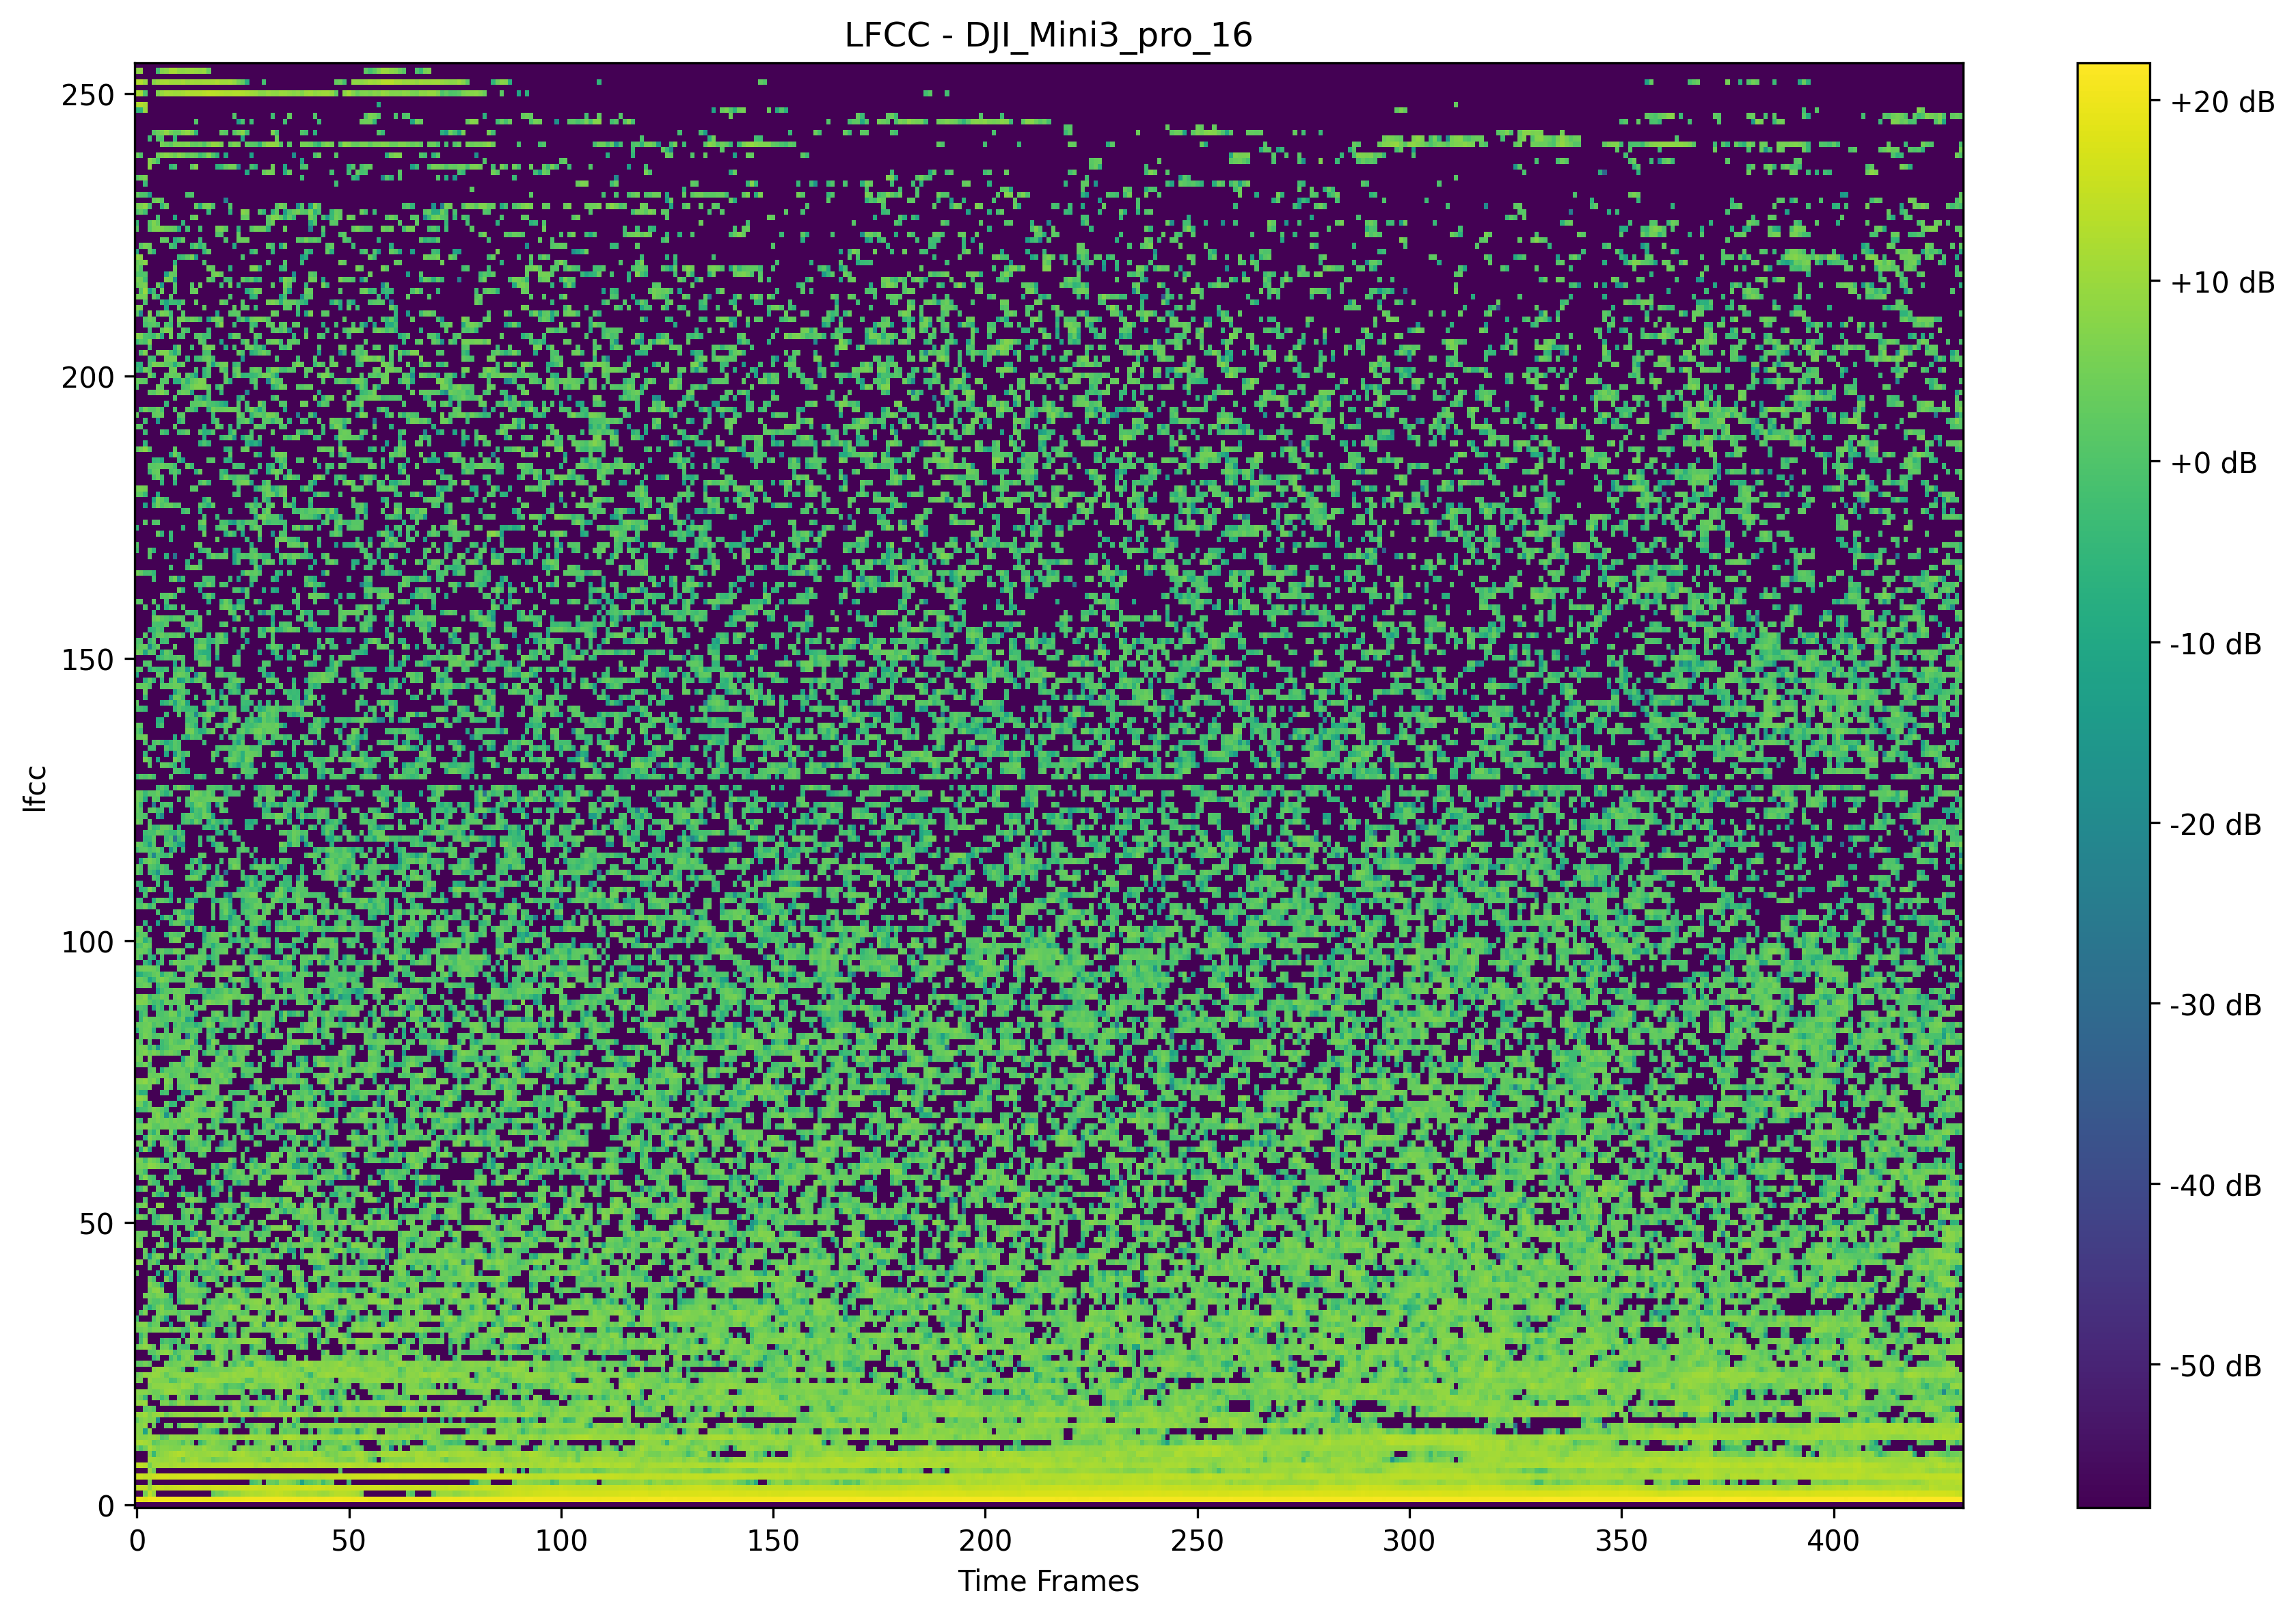 LFCC - DJI_Mini3_pro_16
250
200
150
100
50
0
lfcc
0 50 100 150 200 250 300 350 400
Time Frames
+20 dB
+10 dB
+0 dB
-10 dB
-20 dB
-30 dB
-40 dB
-50 dB